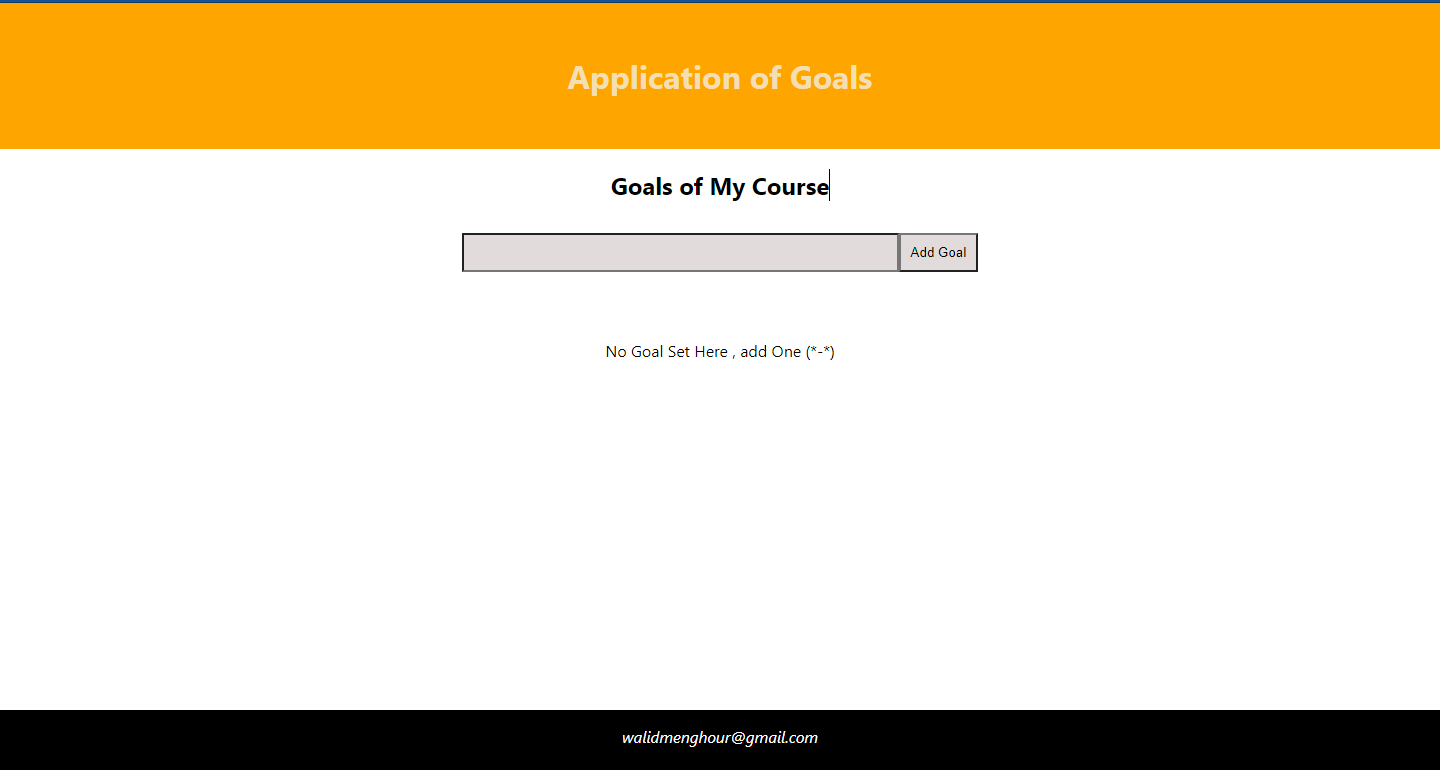 Application of Goals
Goals of My Course
Add Goal
No Goal Set Here , add One (*-*)
walidmenghour@gmail.com